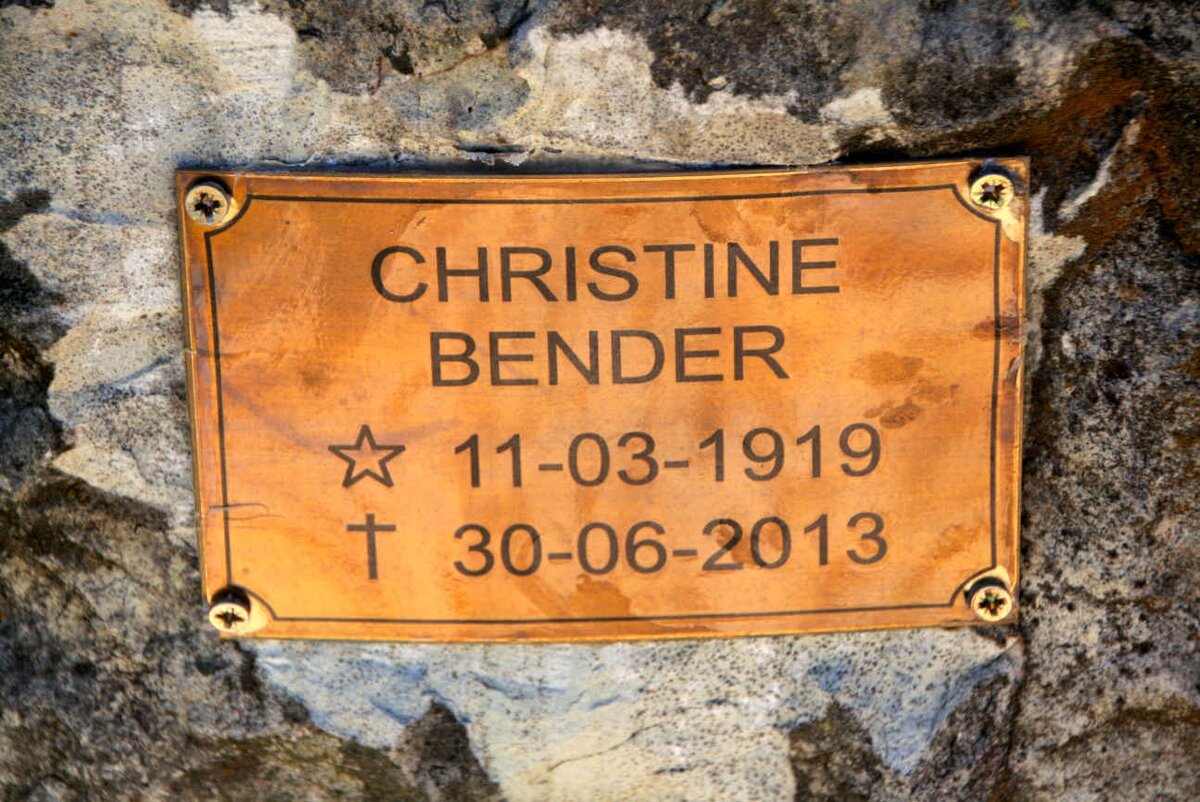 CHRISTINE
BENDER
☆ 11-03-1919
† 30-06-2013